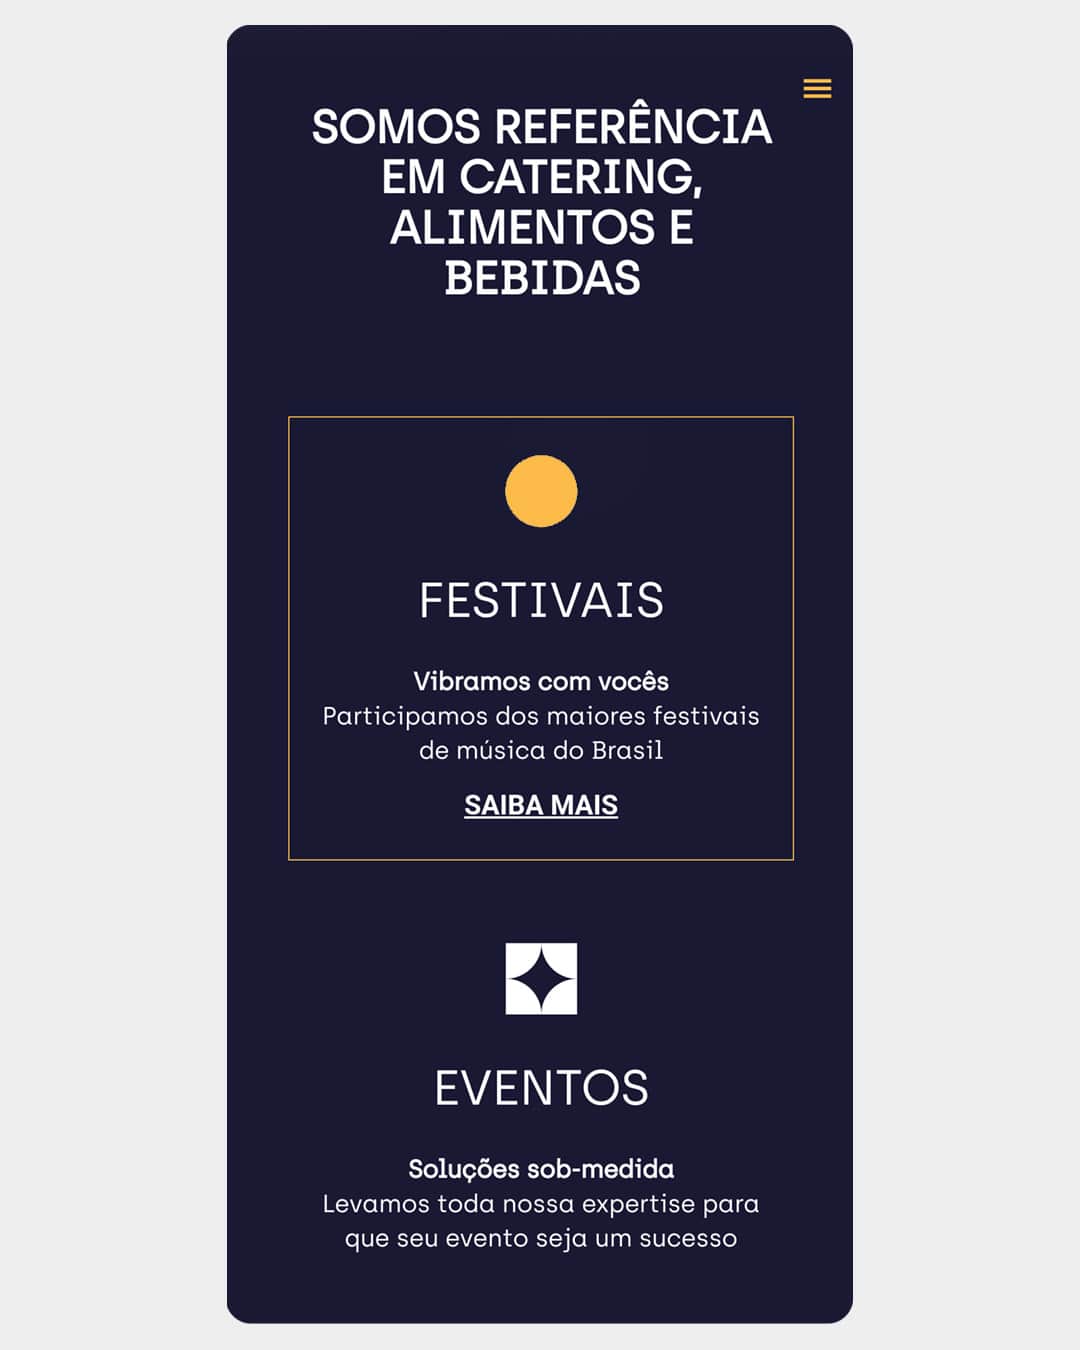 SOMOS REFERÊNCIA
EM CATERING,
ALIMENTOS E
BEBIDAS
FESTIVAIS
Vibramos com vocês
Participamos dos maiores festivais
de música do Brasil
SAIBA MAIS
EVENTOS
Soluções sob-medida
Levamos toda nossa expertise para
que seu evento seja um sucesso